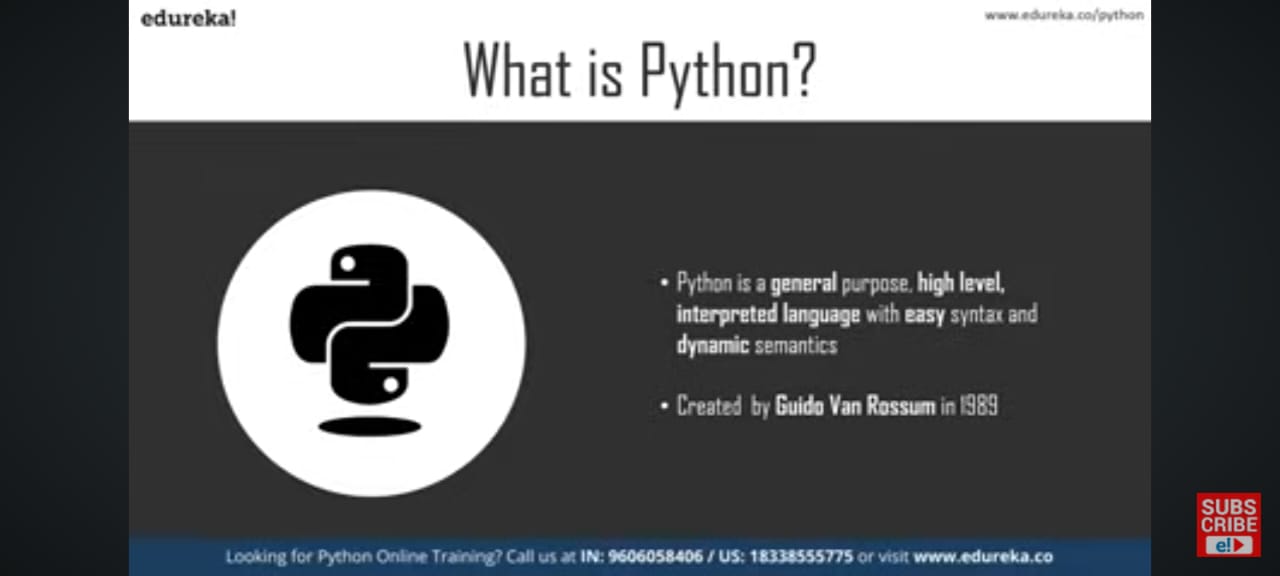 edureka!
www.edureka.co/python
What is Python?
• Python is a general purpose, high level,
interpreted language with easy syntax and
dynamic semantics
• Created by Guido Van Rossum in 1989
SUBS
CRIBE
e!
Looking for Python Online Training? Call us at IN: 9606058406 / US: 18338555775 or visit www.edureka.co